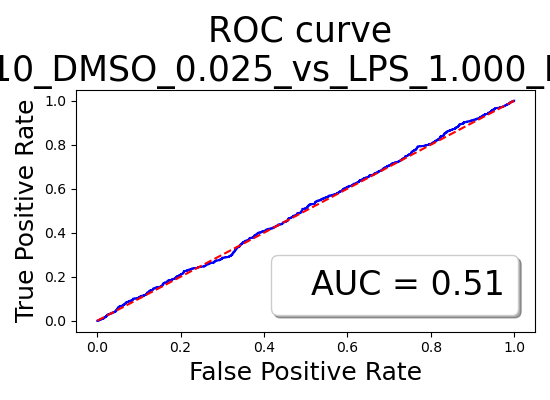 ROC curve
10_DMSO_0.025_vs_LPS_1.000_
True Positive Rate
1.0
0.8
0.6
0.4
0.2
0.0
AUC = 0.51
0.0 0.2 0.4 0.6 0.8 1.0
False Positive Rate